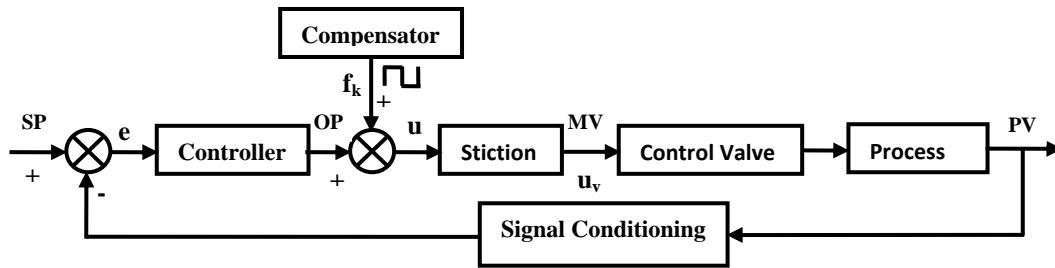 Compensator
f_k
+
SP
e
OP
u
MV
PV
Controller
Stiction
Control Valve
Process
+
+
-
u_v
Signal Conditioning